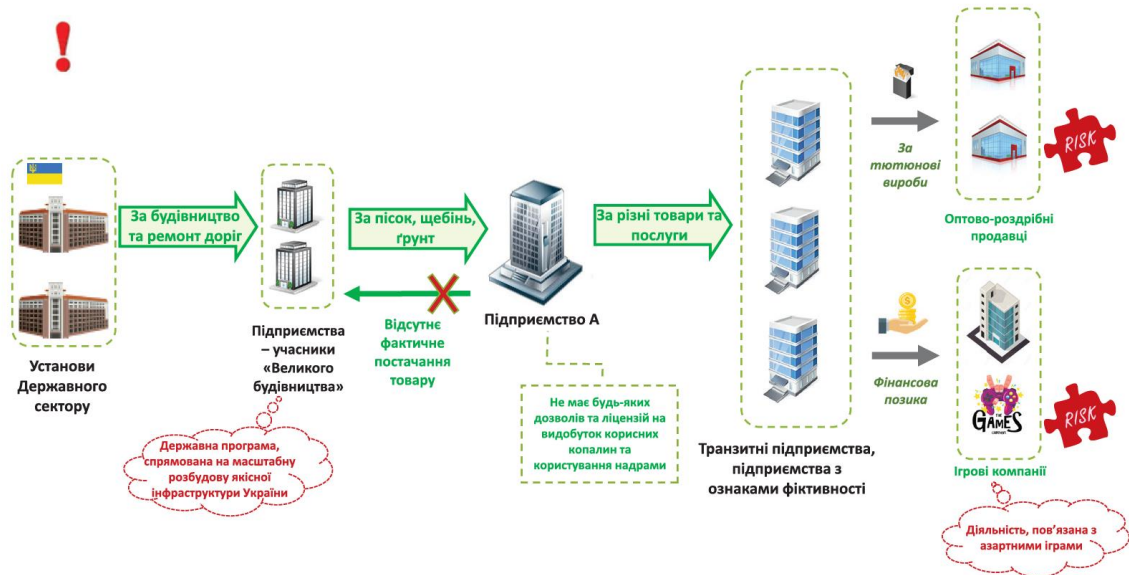 За будівництво
та ремонт доріг
За пісок, щебінь,
ґрунт
За різні товари та
послуги
За
тютюнові
вироби
RISK
Оптово-роздрібні
продавці
Установи
Державного
сектору
Підприємства
– учасники
«Великого
будівництва»
Відсутнє
фактичне
постачання
товару
Підприємство А
Фінансова
позика
THE
GAMES
COMPANY
RISK
Ігрові компанії
Державна програма,
спрямована на масштабну
розбудову якісної
інфраструктури України
Не має будь-яких
дозволів та ліцензій на
видобуток корисних
копалин та
користування надрами
Транзитні підприємства,
підприємства з
ознаками фіктивності
Діяльність, пов’язана з
азартними іграми